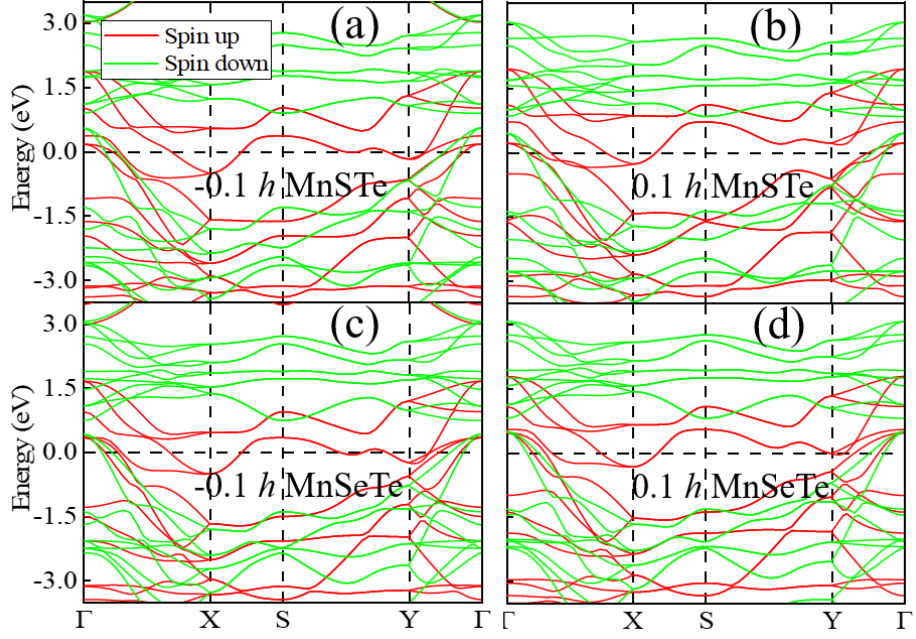 3.0
1.5
0.0
-1.5
-3.0
Energy (eV)
Spin up
Spin down
(a)
-0.1 h MnSTe
(b)
0.1 h MnSTe
3.0
1.5
0.0
-1.5
-3.0
Energy (eV)
(c)
-0.1 h MnSeTe
(d)
0.1 h MnSeTe
Γ X S Y Γ
Γ X S Y Γ